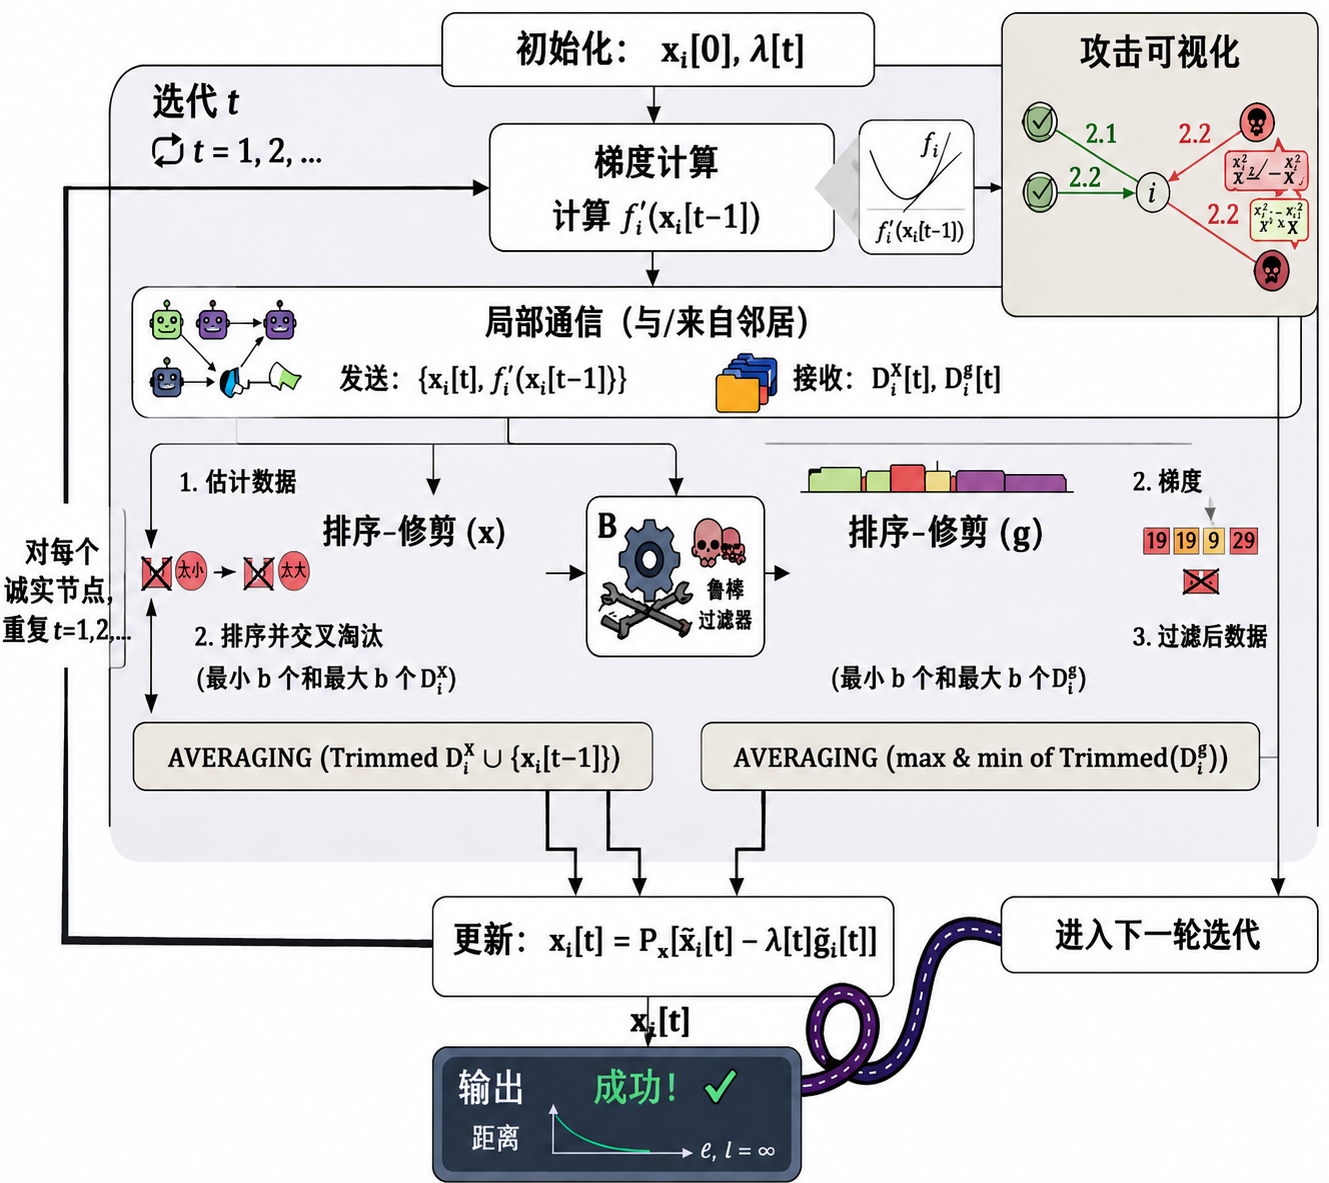 初始化： xᵢ[0], λ[t]
攻击可视化
选代 t
t = 1, 2, ...
梯度计算
计算 fᵢ′(xᵢ[t−1])
fᵢ
fᵢ′(xᵢ[t−1])
2.1
2.2
2.2
2.2
i
局部通信（与/来自邻居）
发送：{xᵢ[t], fᵢ′(xᵢ[t−1)}}
接收：Dᵢˣ[t], Dᵢᵍ[t]
1. 估计数据
排序-修剪 (x)
太小
太大
2. 排序并交叉淘汰
(最小 b 个和最大 b 个 Dᵢˣ)
B
鲁棒
过滤器
排序-修剪 (g)
(最小 b 个和最大 b 个Dᵢᵍ)
2. 梯度
19 19 9 29
3. 过滤后数据
对每个
诚实节点,
重复 t=1,2,...
AVERAGING (Trimmed Dᵢˣ ∪ {xᵢ[t−1]})
AVERAGING (max & min of Trimmed(Dᵢᵍ))
更新： xᵢ[t] = Pₓ[x̃ᵢ[t] − λ[t]g̃ᵢ[t]]
进入下一轮迭代
xᵢ[t]
输出 成功！
距离
e, l = ∞